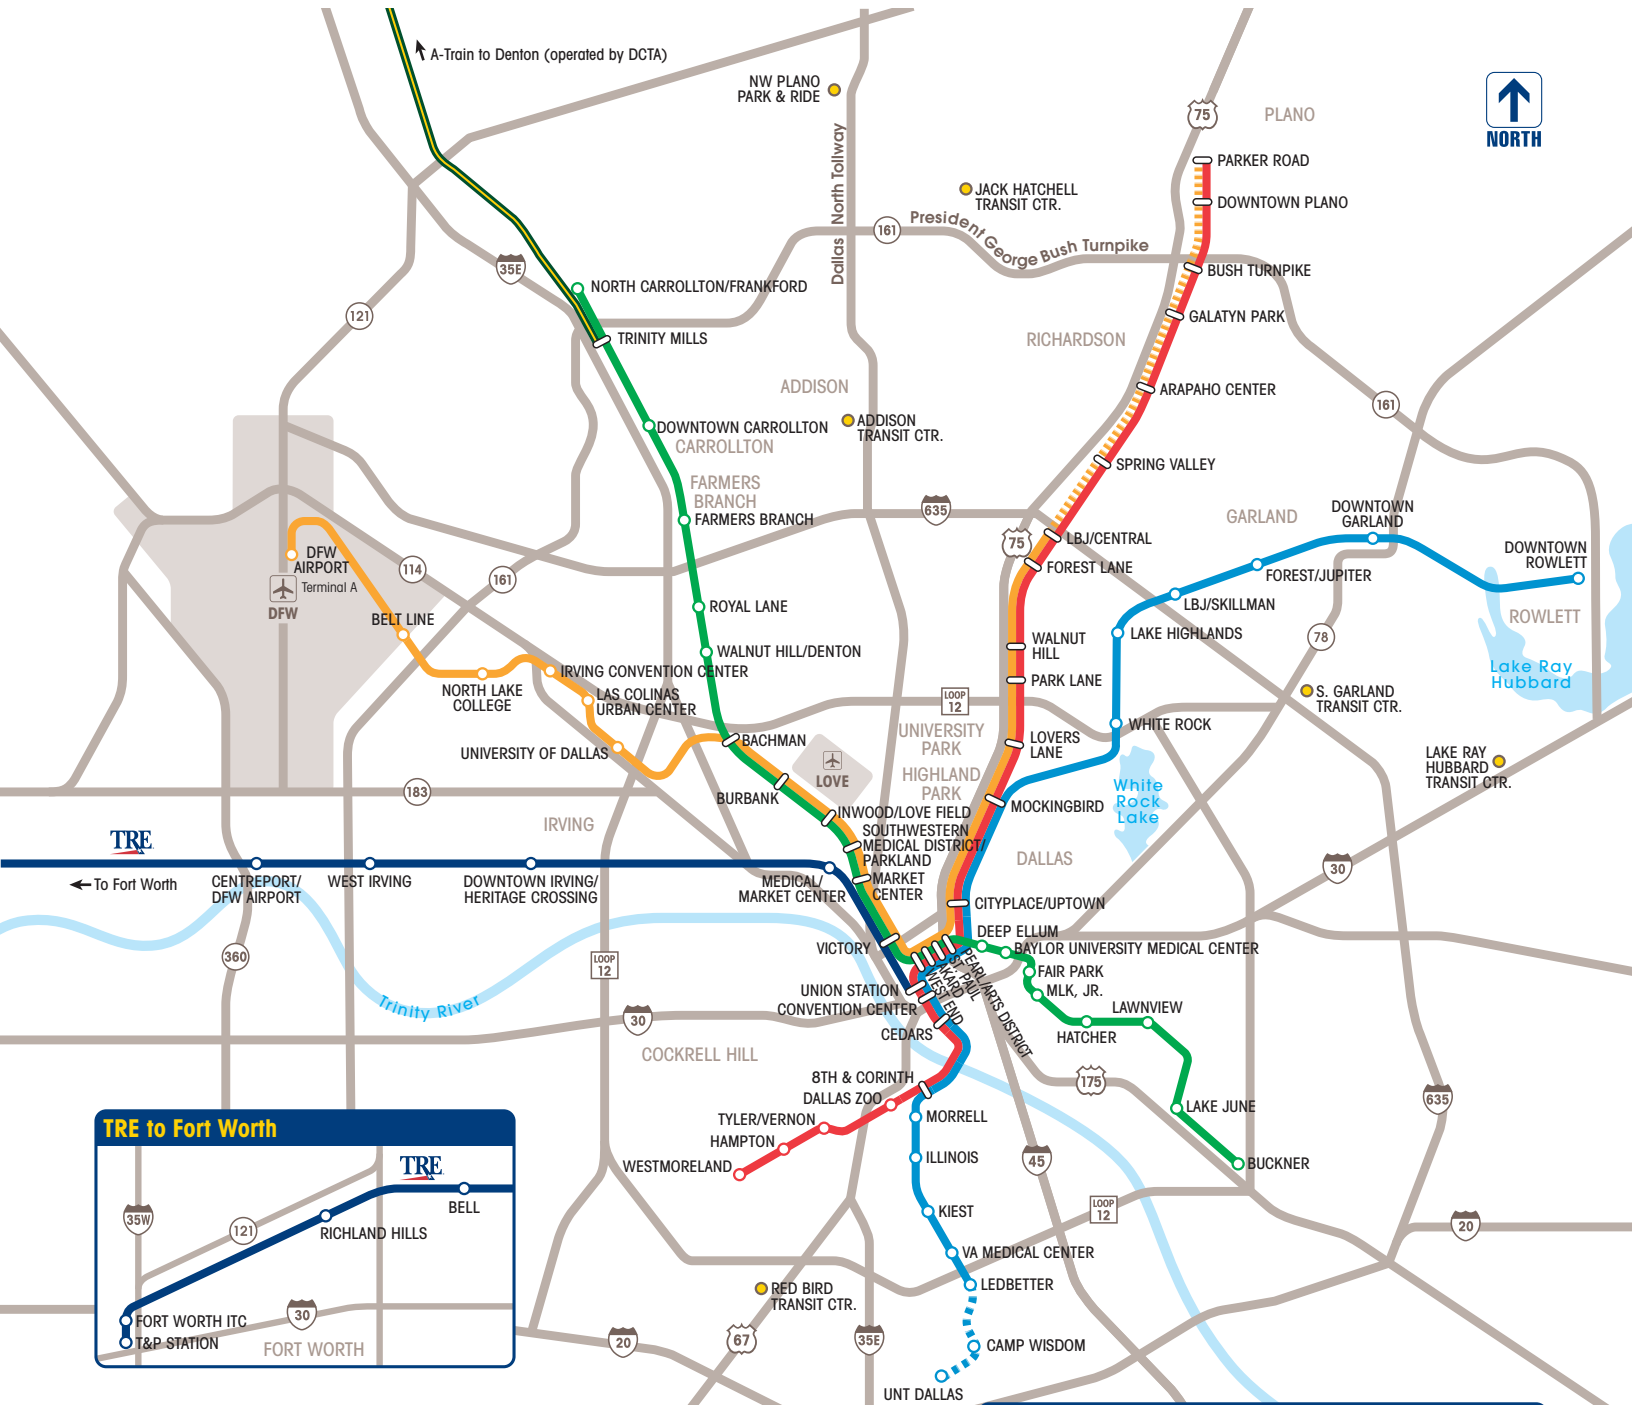 A-Train to Denton (operated by DCTA)
NW PLANO
PARK & RIDE
Dallas North Tollway
75
PLANO
NORTH
PARKER ROAD
JACK HATCHELL
TRANSIT CTR.
DOWNTOWN PLANO
161
President George Bush Turnpike
35E
BUSH TURNPIKE
NORTH CARROLLTON/FRANKFORD
121
GALATYN PARK
TRINITY MILLS
RICHARDSON
ADDISON
ARAPAHO CENTER
161
ADDISON
TRANSIT CTR.
DOWNTOWN CARROLLTON
CARROLLTON
SPRING VALLEY
FARMERS
BRANCH
FARMERS BRANCH
635
GARLAND
DOWNTOWN
GARLAND
75
LBJ/CENTRAL
DOWNTOWN
ROWLETT
DFW
AIRPORT
Terminal A
DFW
114
161
FOREST LANE
FOREST/JUPITER
LBJ/SKILLMAN
ROYAL LANE
ROWLETT
BELT LINE
LAKE HIGHLANDS
78
WALNUT
HILL
WALNUT HILL/DENTON
Lake Ray
Hubbard
IRVING CONVENTION CENTER
PARK LANE
NORTH LAKE
COLLEGE
LAS COLINAS
URBAN CENTER
LOOP
12
S. GARLAND
TRANSIT CTR.
WHITE ROCK
UNIVERSITY
PARK
LOVERS
LANE
BACHMAN
UNIVERSITY OF DALLAS
LAKE RAY
HUBBARD
TRANSIT CTR.
LOVE
HIGHLAND
PARK
White
Rock
Lake
183
BURBANK
MOCKINGBIRD
INWOOD/LOVE FIELD
IRVING
SOUTHWESTERN
MEDICAL DISTRICT/
PARKLAND
TRE
DALLAS
30
To Fort Worth
CENTREPORT/
DFW AIRPORT
WEST IRVING
DOWNTOWN IRVING/
HERITAGE CROSSING
MEDICAL/
MARKET CENTER
MARKET
CENTER
CITYPLACE/UPTOWN
DEEP ELLUM
VICTORY
BAYLOR UNIVERSITY MEDICAL CENTER
360
LOOP
12
FAIR PARK
PEARL/ARTS DISTRICT
ST. PAUL
AKARD
WEST END
UNION STATION
MLK, JR.
Trinity River
CONVENTION CENTER
LAWNVIEW
30
CEDARS
HATCHER
COCKRELL HILL
8TH & CORINTH
175
635
DALLAS ZOO
LAKE JUNE
TYLER/VERNON
MORRELL
HAMPTON
ILLINOIS
45
WESTMORELAND
BUCKNER
KIEST
LOOP
12
20
VA MEDICAL CENTER
LEDBETTER
RED BIRD
TRANSIT CTR.
20
67
35E
CAMP WISDOM
UNT DALLAS
TRE to Fort Worth
TRE
BELL
35W
121
RICHLAND HILLS
30
FORT WORTH ITC
T&P STATION
FORT WORTH